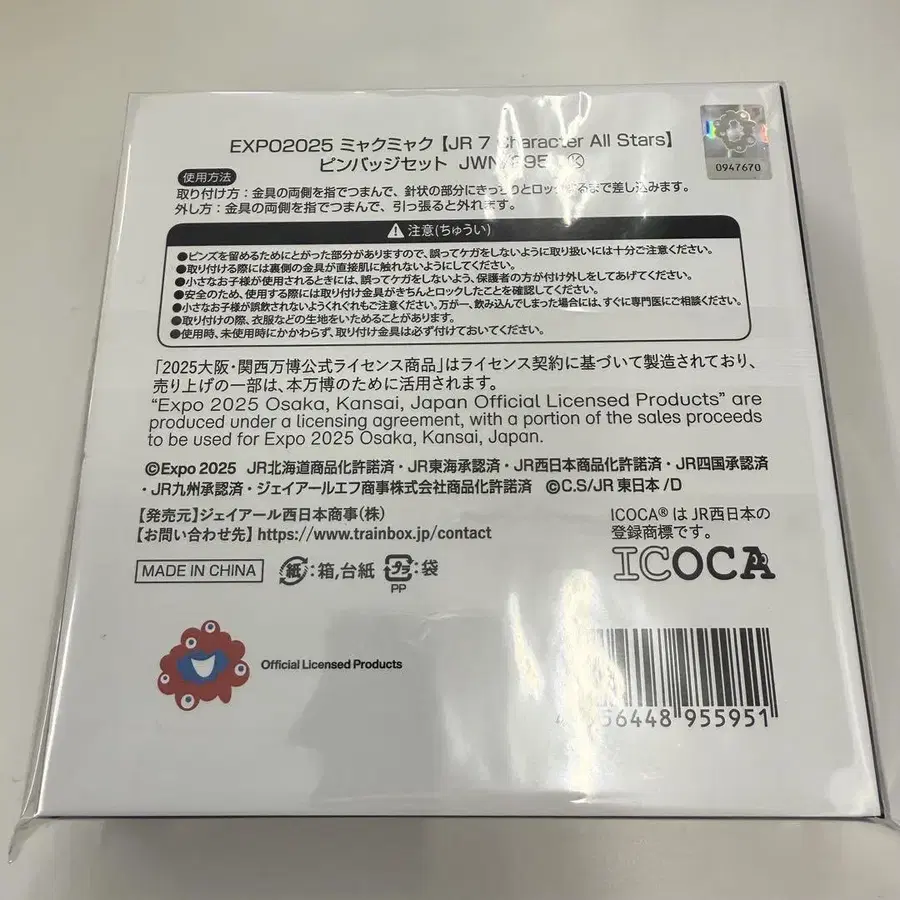 EXPO2025 ミャクミャク【JR 7 Character All Stars】
ピンバッジセット
0947670
使用方法
取り付け方:金具の両側を指でつまんで、針状の部分にきっちりとロックするまで差し込みます。
外し方:金具の両側を指でつまんで、引っ張ると外れます。
注意(ちゅうい)
●ピンズを留めるためにとがった部分がありますので、誤ってケガをしないように取り扱いには十分ご注意ください。
●取り付ける際には裏側の金具が直接肌に触れないようにしてください。
●小さなお子様が使用されるときには、誤ってケガをしないよう、保護者の方が付け外しをしてあげてください。
●安全のため、使用する際には取り付け金具がきちんとロックしたことを確認してください。
●小さなお子様が誤飲されないようくれぐれもご注意ください。万が一、飲み込んでしまった場合には、すぐに専門医にご相談ください。
●取り付けの際、衣服などの生地をいためることがあります。
●使用時、未使用時にかかわらず、取り付け金具は必ず付けておいてください。
「2025大阪・関西万博公式ライセンス商品」はライセンス契約に基づいて製造されており、
売り上げの一部は、本万博のために活用されます。
“Expo 2025 Osaka, Kansai, Japan Official Licensed Products” are
produced under a licensing agreement, with a portion of the sales proceeds
to be used for Expo 2025 Osaka, Kansai, Japan.
©Expo 2025 JR北海道商品化許諾済・JR東海承認済・JR西日本商品化許諾済・JR四国承認済
・JR九州承認済・ジェイアールエフ商事株式会社商品化許諾済 ©C.S/JR東日本/D
【発売元】ジェイアール西日本商事(株)
【お問い合わせ先】https://www.trainbox.jp/contact
ICOCA®はJR西日本の
登録商標です。
ICOCA
MADE IN CHINA
紙:箱,台紙 プラ:袋
PP
Official Licensed Products
56448 955951